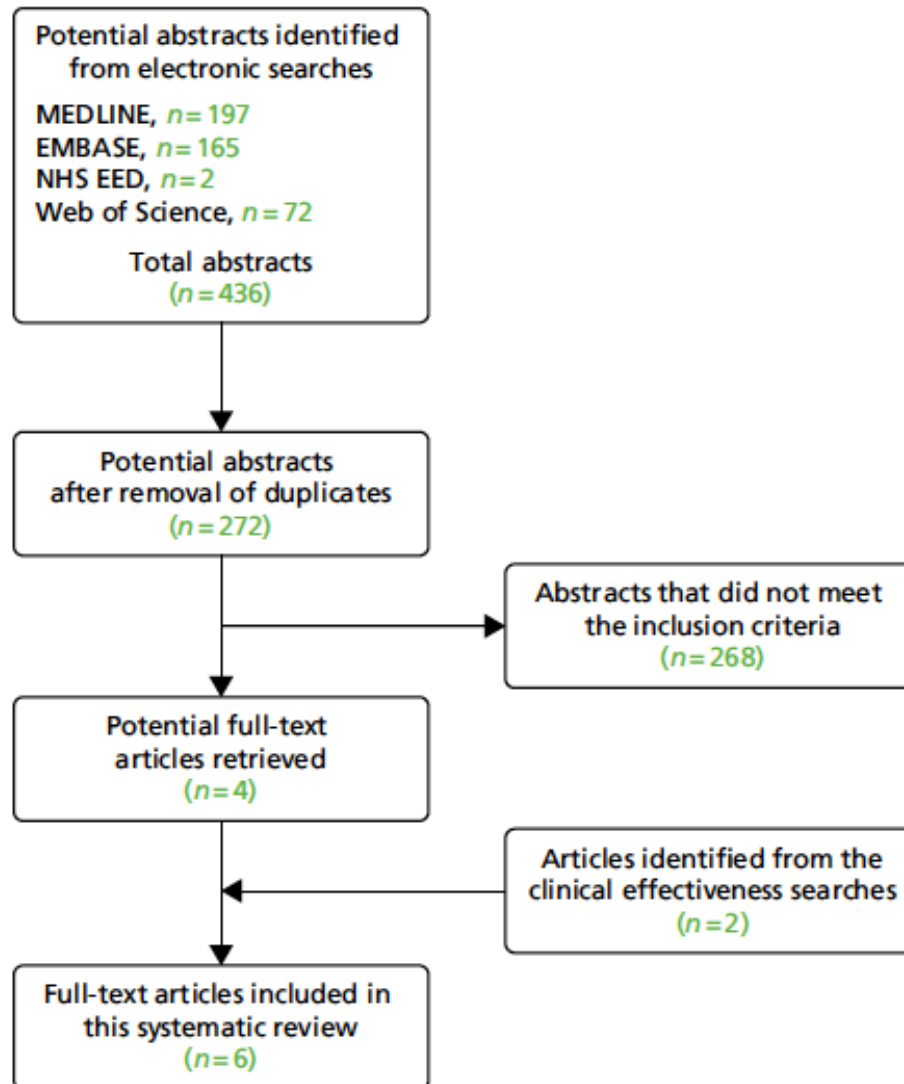 Potential abstracts identified
from electronic searches
MEDLINE, n=197
EMBASE, n=165
NHS EED, n=2
Web of Science, n=72
Total abstracts
(n=436)
Potential abstracts
after removal of duplicates
(n=272)
Abstracts that did not meet
the inclusion criteria
(n=268)
Potential full-text
articles retrieved
(n=4)
Articles identified from the
clinical effectiveness searches
(n=2)
Full-text articles included in
this systematic review
(n=6)